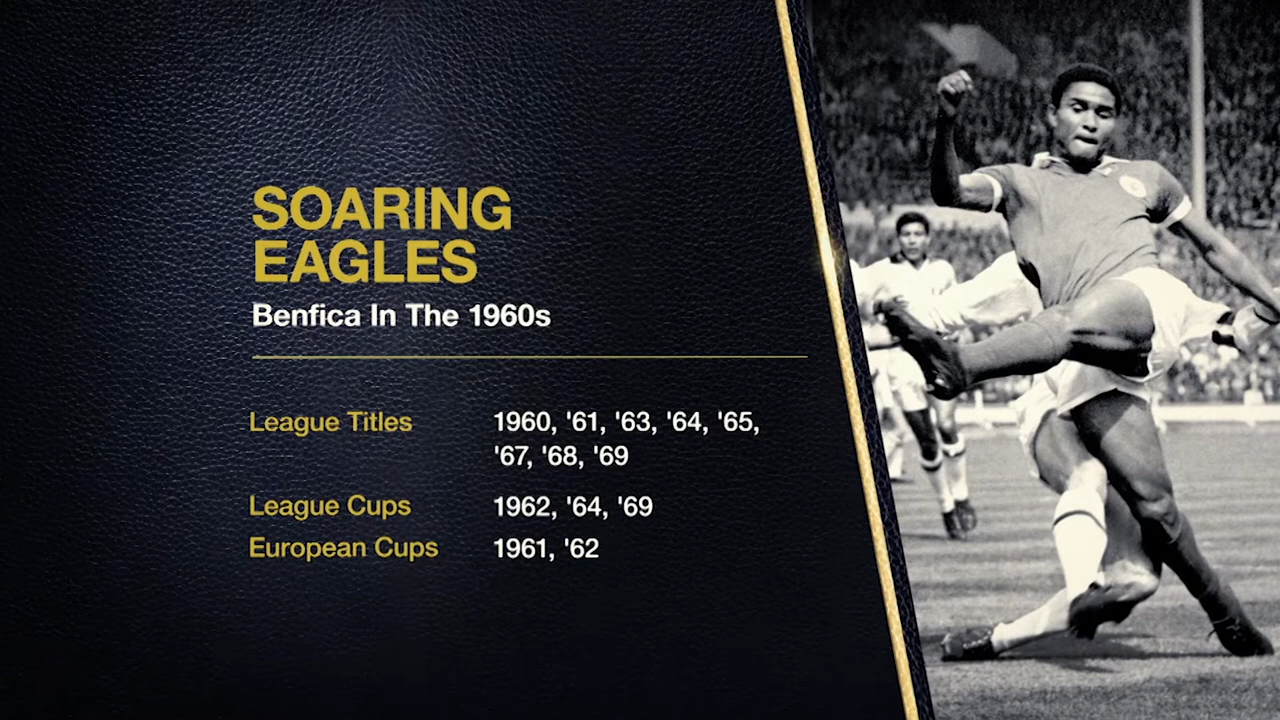 SOARING
EAGLES
Benfica In The 1960s
League Titles 1960, '61, '63, '64, '65,
'67, '68, '69
League Cups 1962, '64, '69
European Cups 1961, '62